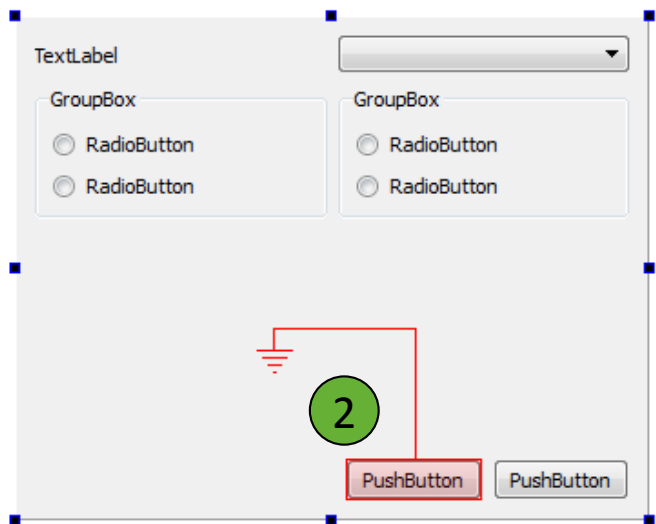 TextLabel
GroupBox
GroupBox
RadioButton
RadioButton
RadioButton
RadioButton
2
PushButton
PushButton